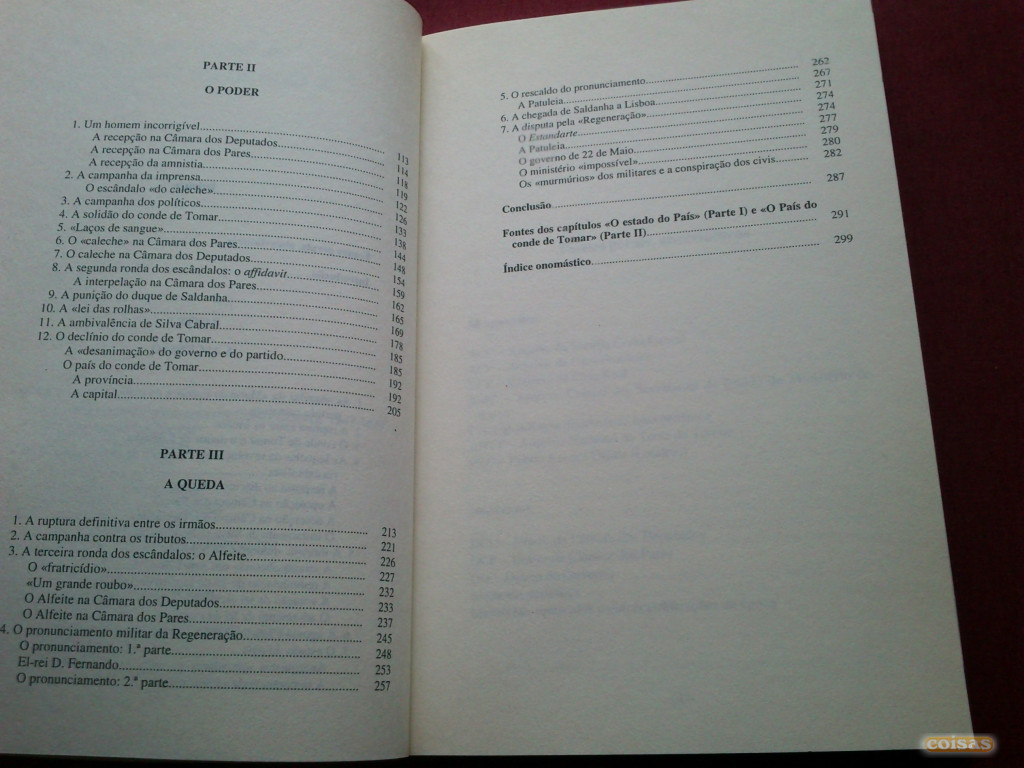 PARTE II
O PODER
1. Um homem incorrigível 113
A recepção na Câmara dos Deputados 114
A recepção na Câmara dos Pares 118
A recepção da amnistia 119
2. A campanha da imprensa 122
O escândalo «do caleche» 126
3. A campanha dos políticos 133
4. A solidão do conde de Tomar 138
5. «Laços de sangue» 144
6. O «caleche» na Câmara dos Pares 148
7. O caleche na Câmara dos Deputados 154
8. A segunda ronda dos escândalos: o affidavit 159
A interpelação na Câmara dos Pares 162
9. A punição do duque de Saldanha 165
10. A «lei das rolhas» 169
11. A ambivalência de Silva Cabral 178
12. O declínio do conde de Tomar 185
A «desanimação» do governo e do partido 185
O país do conde de Tomar 192
A província 192
A capital 205
PARTE III
A QUEDA
1. A ruptura definitiva entre os irmãos 213
2. A campanha contra os tributos 221
3. A terceira ronda dos escândalos: o Alfeite 226
O «fratricídio» 227
«Um grande roubo» 232
O Alfeite na Câmara dos Deputados 233
O Alfeite na Câmara dos Pares 237
4. O pronunciamento militar da Regeneração 245
O pronunciamento: 1.ª parte 248
El-rei D. Fernando 253
O pronunciamento: 2.ª parte 257
5. O rescaldo do pronunciamento 262
A Patuleia 267
6. A chegada de Saldanha a Lisboa 271
7. A disputa pela «Regeneração» 274
O Estandarte 274
A Patuleia 277
O governo de 22 de Maio 279
O ministério «impossível» 280
Os «murmúrios» dos militares e a conspiração dos civis 282
Conclusão 287
Fontes dos capítulos «O estado do País» (Parte I) e «O País do
conde de Tomar» (Parte II) 291
Índice onomástico 299
coisas